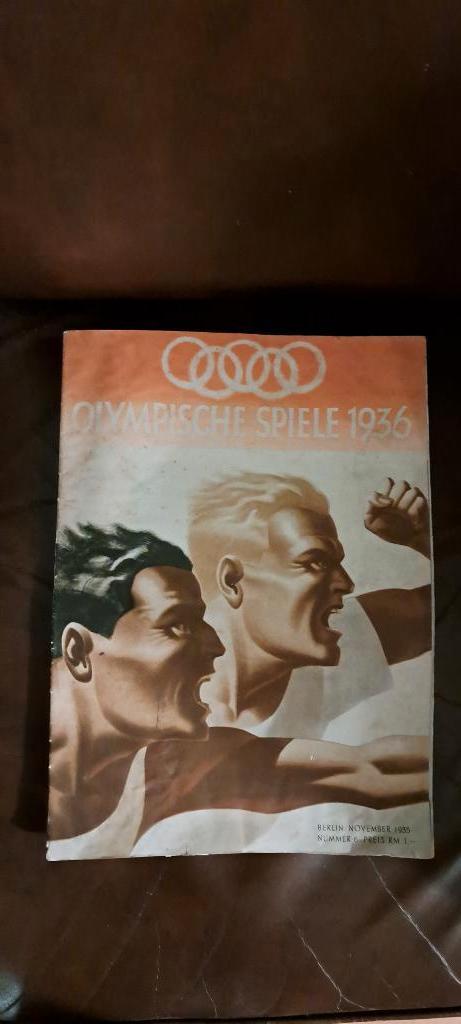 OLYMPISCHE SPIELE 1936
BERLIN NOVEMBER 1935
NUMMER 6 PREIS RM 1.–